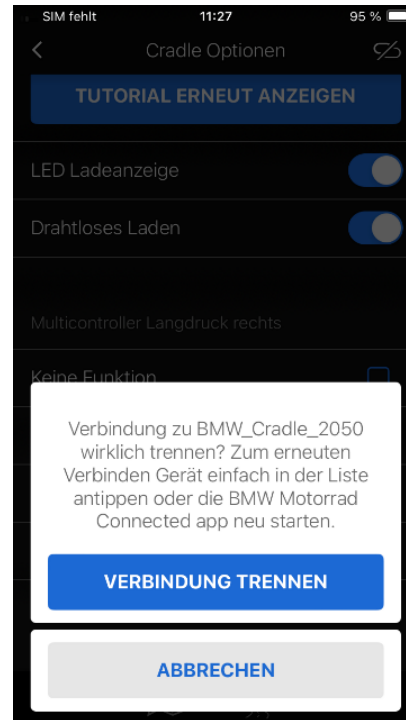 SIM fehlt 11:27 95 %
Cradle Optionen
TUTORIAL ERNEUT ANZEIGEN
LED Ladeanzeige
Drahtloses Laden
Multicontroller Langdruck rechts
Keine Funktion
Verbindung zu BMW_Cradle_2050
wirklich trennen? Zum erneuten
Verbinden Gerät einfach in der Liste
antippen oder die BMW Motorrad
Connected app neu starten.
VERBINDUNG TRENNEN
ABBRECHEN